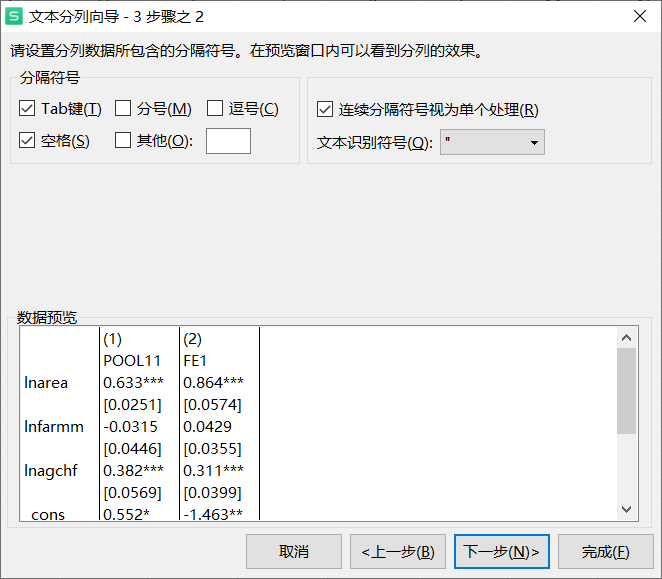 S 文本分列向导 - 3 步骤之 2
请设置分列数据所包含的分隔符号。在预览窗口内可以看到分列的效果。
分隔符号
Tab键(T) 分号(M) 逗号(C)
空格(S) 其他(O):
连续分隔符号视为单个处理(R)
文本识别符号(Q): "
数据预览
(1) (2)
POOL11 FE1
lnarea 0.633*** 0.864***
[0.0251] [0.0574]
lnfarmm -0.0315 0.0429
[0.0446] [0.0355]
lnagchf 0.382*** 0.311***
[0.0569] [0.0399]
_cons 0.552* -1.463**
取消 <上一步(B) 下一步(N)> 完成(F)